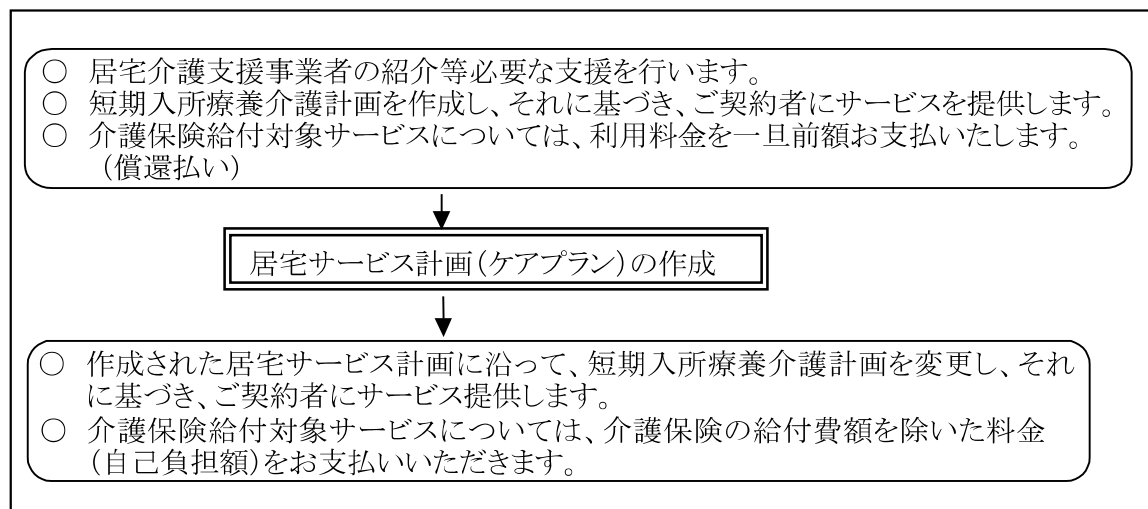 ○ 居宅介護支援事業者の紹介等必要な支援を行います。
○ 短期入所療養介護計画を作成し、それに基づき、ご契約者にサービスを提供します。
○ 介護保険給付対象サービスについては、利用料金を一旦前額お支払いたします。
（償還払い）
居宅サービス計画（ケアプラン）の作成
○ 作成された居宅サービス計画に沿って、短期入所療養介護計画を変更し、それ
に基づき、ご契約者にサービス提供します。
○ 介護保険給付対象サービスについては、介護保険の給付費額を除いた料金
（自己負担額）をお支払いいただきます。